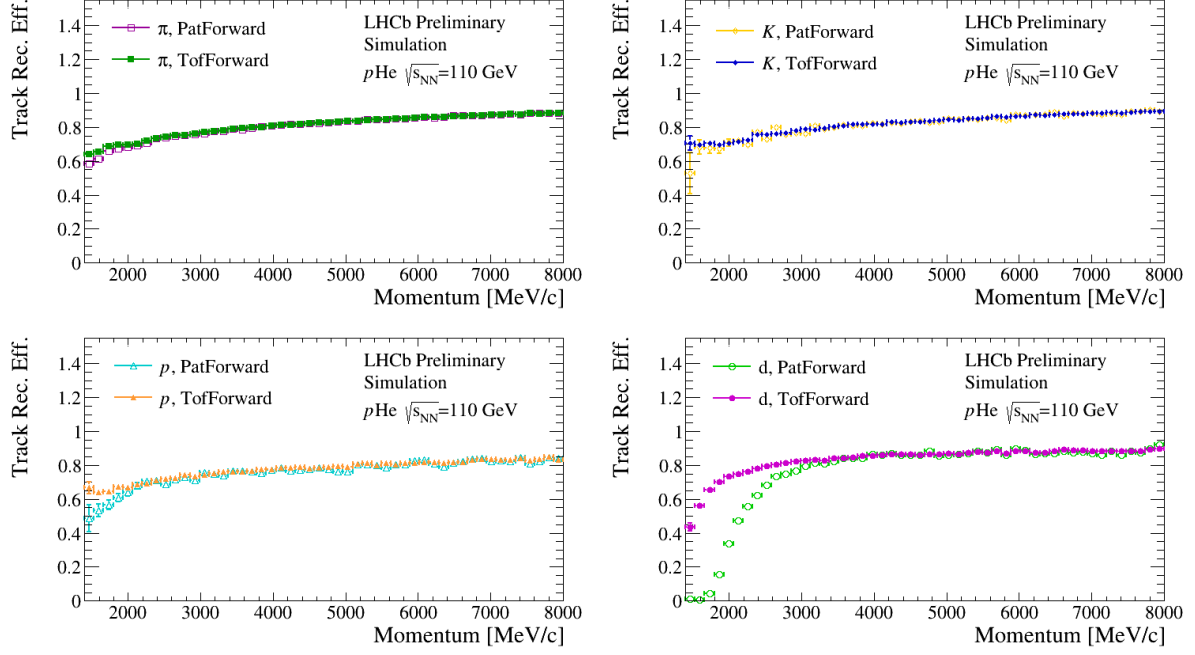 Track Rec. Eff.
1.4
1.2
1
0.8
0.6
0.4
0.2
0
π, PatForward
π, TofForward
LHCb Preliminary
Simulation
pHe √sNN=110 GeV
2000 3000 4000 5000 6000 7000 8000
Momentum [MeV/c]
Track Rec. Eff.
1.4
1.2
1
0.8
0.6
0.4
0.2
0
K, PatForward
K, TofForward
LHCb Preliminary
Simulation
pHe √sNN=110 GeV
2000 3000 4000 5000 6000 7000 8000
Momentum [MeV/c]
Track Rec. Eff.
1.4
1.2
1
0.8
0.6
0.4
0.2
0
p, PatForward
p, TofForward
LHCb Preliminary
Simulation
pHe √sNN=110 GeV
2000 3000 4000 5000 6000 7000 8000
Momentum [MeV/c]
Track Rec. Eff.
1.4
1.2
1
0.8
0.6
0.4
0.2
0
d, PatForward
d, TofForward
LHCb Preliminary
Simulation
pHe √sNN=110 GeV
2000 3000 4000 5000 6000 7000 8000
Momentum [MeV/c]